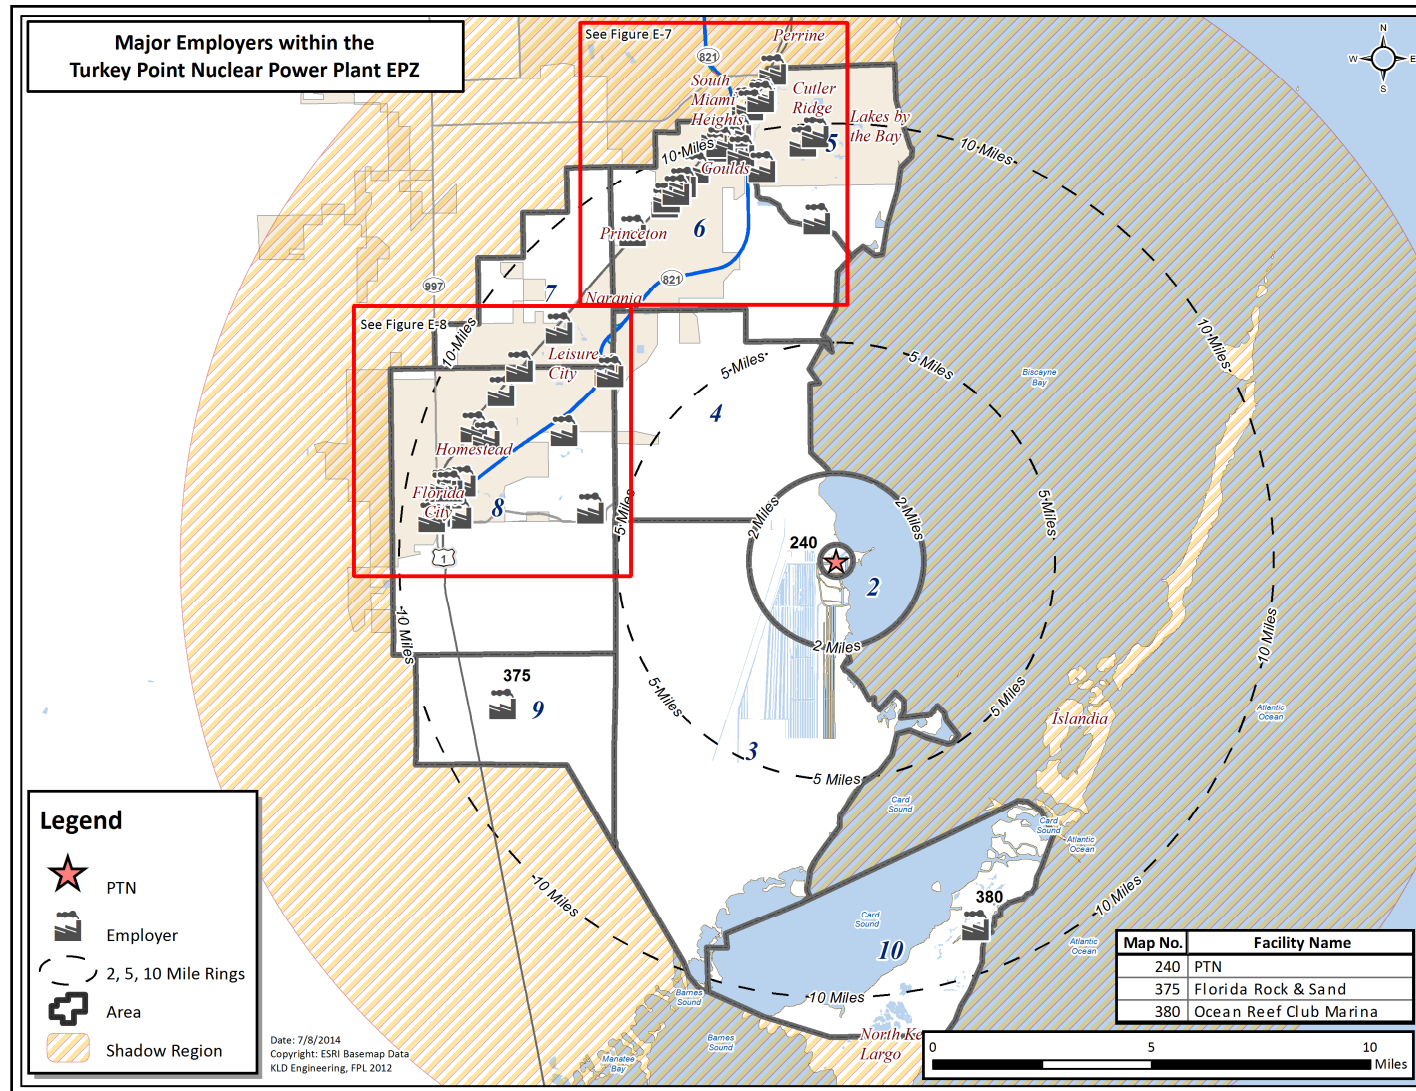 Major Employers within the
Turkey Point Nuclear Power Plant EPZ
See Figure E-7
Perrine
821
South
Miami
Heights
Cutler
Ridge
Lakes by
the Bay
5
10 Miles
10 Miles
Goulds
6
Princeton
821
997
7
Narania
See Figure E-8
10 Miles
10 Miles
Leisure
City
5 Miles
5 Miles
Biscayne
Bay
4
Homestead
Florida
City
8
5 Miles
5 Miles
2 Miles
2 Miles
240
1
2
10 Miles
10 Miles
2 Miles
375
9
5 Miles
5 Miles
3
5 Miles
Islandia
Atlantic
Ocean
Card
Sound
Card
Sound
Atlantic
Ocean
10 Miles
10 Miles
380
Card
Sound
10
Atlantic
Ocean
Barnes
Sound
10 Miles
Barnes
Sound
Manatee
Bay
North Ke
Largo
N
W
E
S
Legend
PTN
Employer
2, 5, 10 Mile Rings
Area
Shadow Region
Date: 7/8/2014
Copyright: ESRI Basemap Data
KLD Engineering, FPL 2012
Map No. Facility Name
240 PTN
375 Florida Rock & Sand
380 Ocean Reef Club Marina
0 5 10
Miles